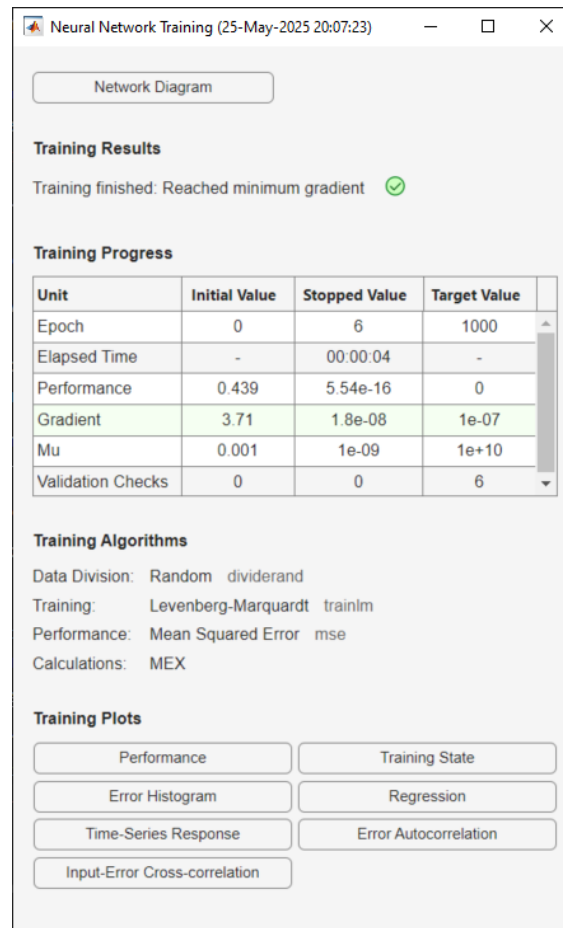 Neural Network Training (25-May-2025 20:07:23)
Network Diagram
Training Results
Training finished: Reached minimum gradient
Training Progress
Unit Initial Value Stopped Value Target Value
Epoch 0 6 1000
Elapsed Time - 00:00:04 -
Performance 0.439 5.54e-16 0
Gradient 3.71 1.8e-08 1e-07
Mu 0.001 1e-09 1e+10
Validation Checks 0 0 6
Training Algorithms
Data Division: Random dividerand
Training: Levenberg-Marquardt trainlm
Performance: Mean Squared Error mse
Calculations: MEX
Training Plots
Performance Training State
Error Histogram Regression
Time-Series Response Error Autocorrelation
Input-Error Cross-correlation